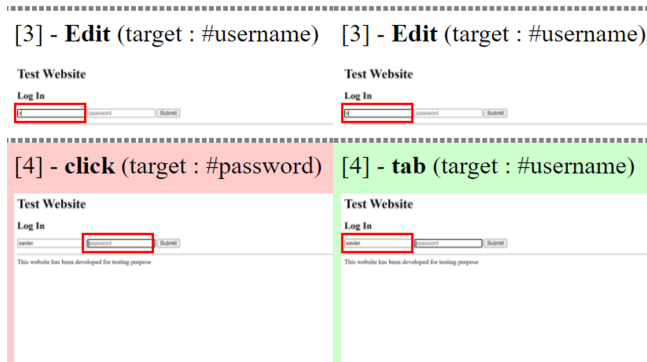 [3] - Edit (target : #username)
Test Website
Log In
x password Submit
[3] - Edit (target : #username)
Test Website
Log In
x password Submit
[4] - click (target : #password)
Test Website
Log In
xavier password Submit
This website has been developed for testing purpose
[4] - tab (target : #username)
Test Website
Log In
xavier password Submit
This website has been developed for testing purpose